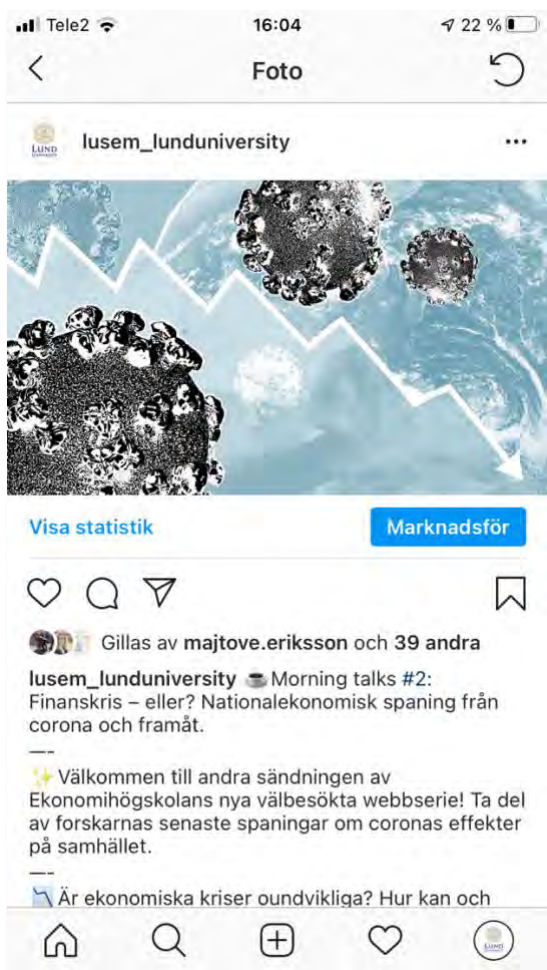 Tele2 16:04 22 %
Foto
LUND
lusem_lunduniversity
Visa statistik Marknadsför
Gillas av majtove.eriksson och 39 andra
lusem_lunduniversity ☕Morning talks #2:
Finanskris – eller? Nationalekonomisk spaning från
corona och framåt.
—-
✨Välkommen till andra sändningen av
Ekonomihögskolans nya välbesökta webbserie! Ta del
av forskarnas senaste spaningar om coronas effekter
på samhället.
—-
📉Är ekonomiska kriser oundvikliga? Hur kan och
LUND